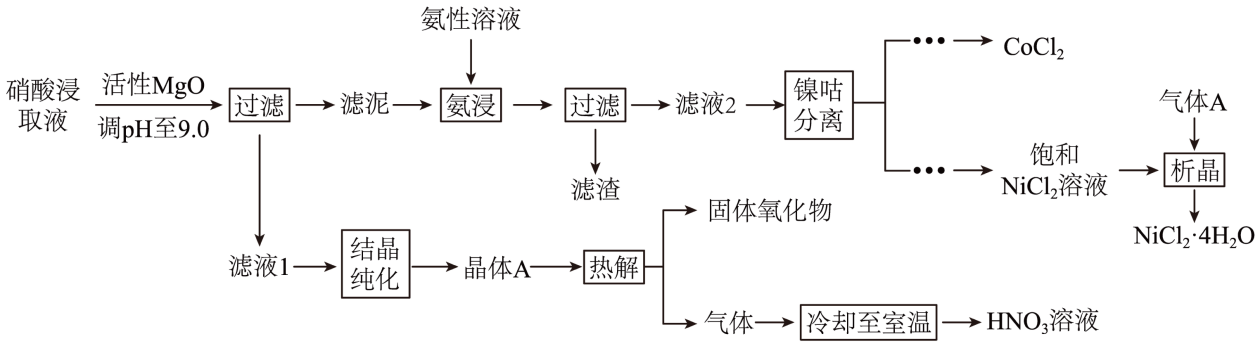 氨性溶液
硝酸浸
取液
活性MgO
调pH至9.0
过滤
滤泥
氨浸
过滤
滤液2
镍咕
分离
•••
CoCl₂
滤渣
•••
饱和
NiCl₂溶液
气体A
析晶
NiCl₂·4H₂O
滤液1
结晶
纯化
晶体A
热解
固体氧化物
气体
冷却至室温
HNO₃溶液